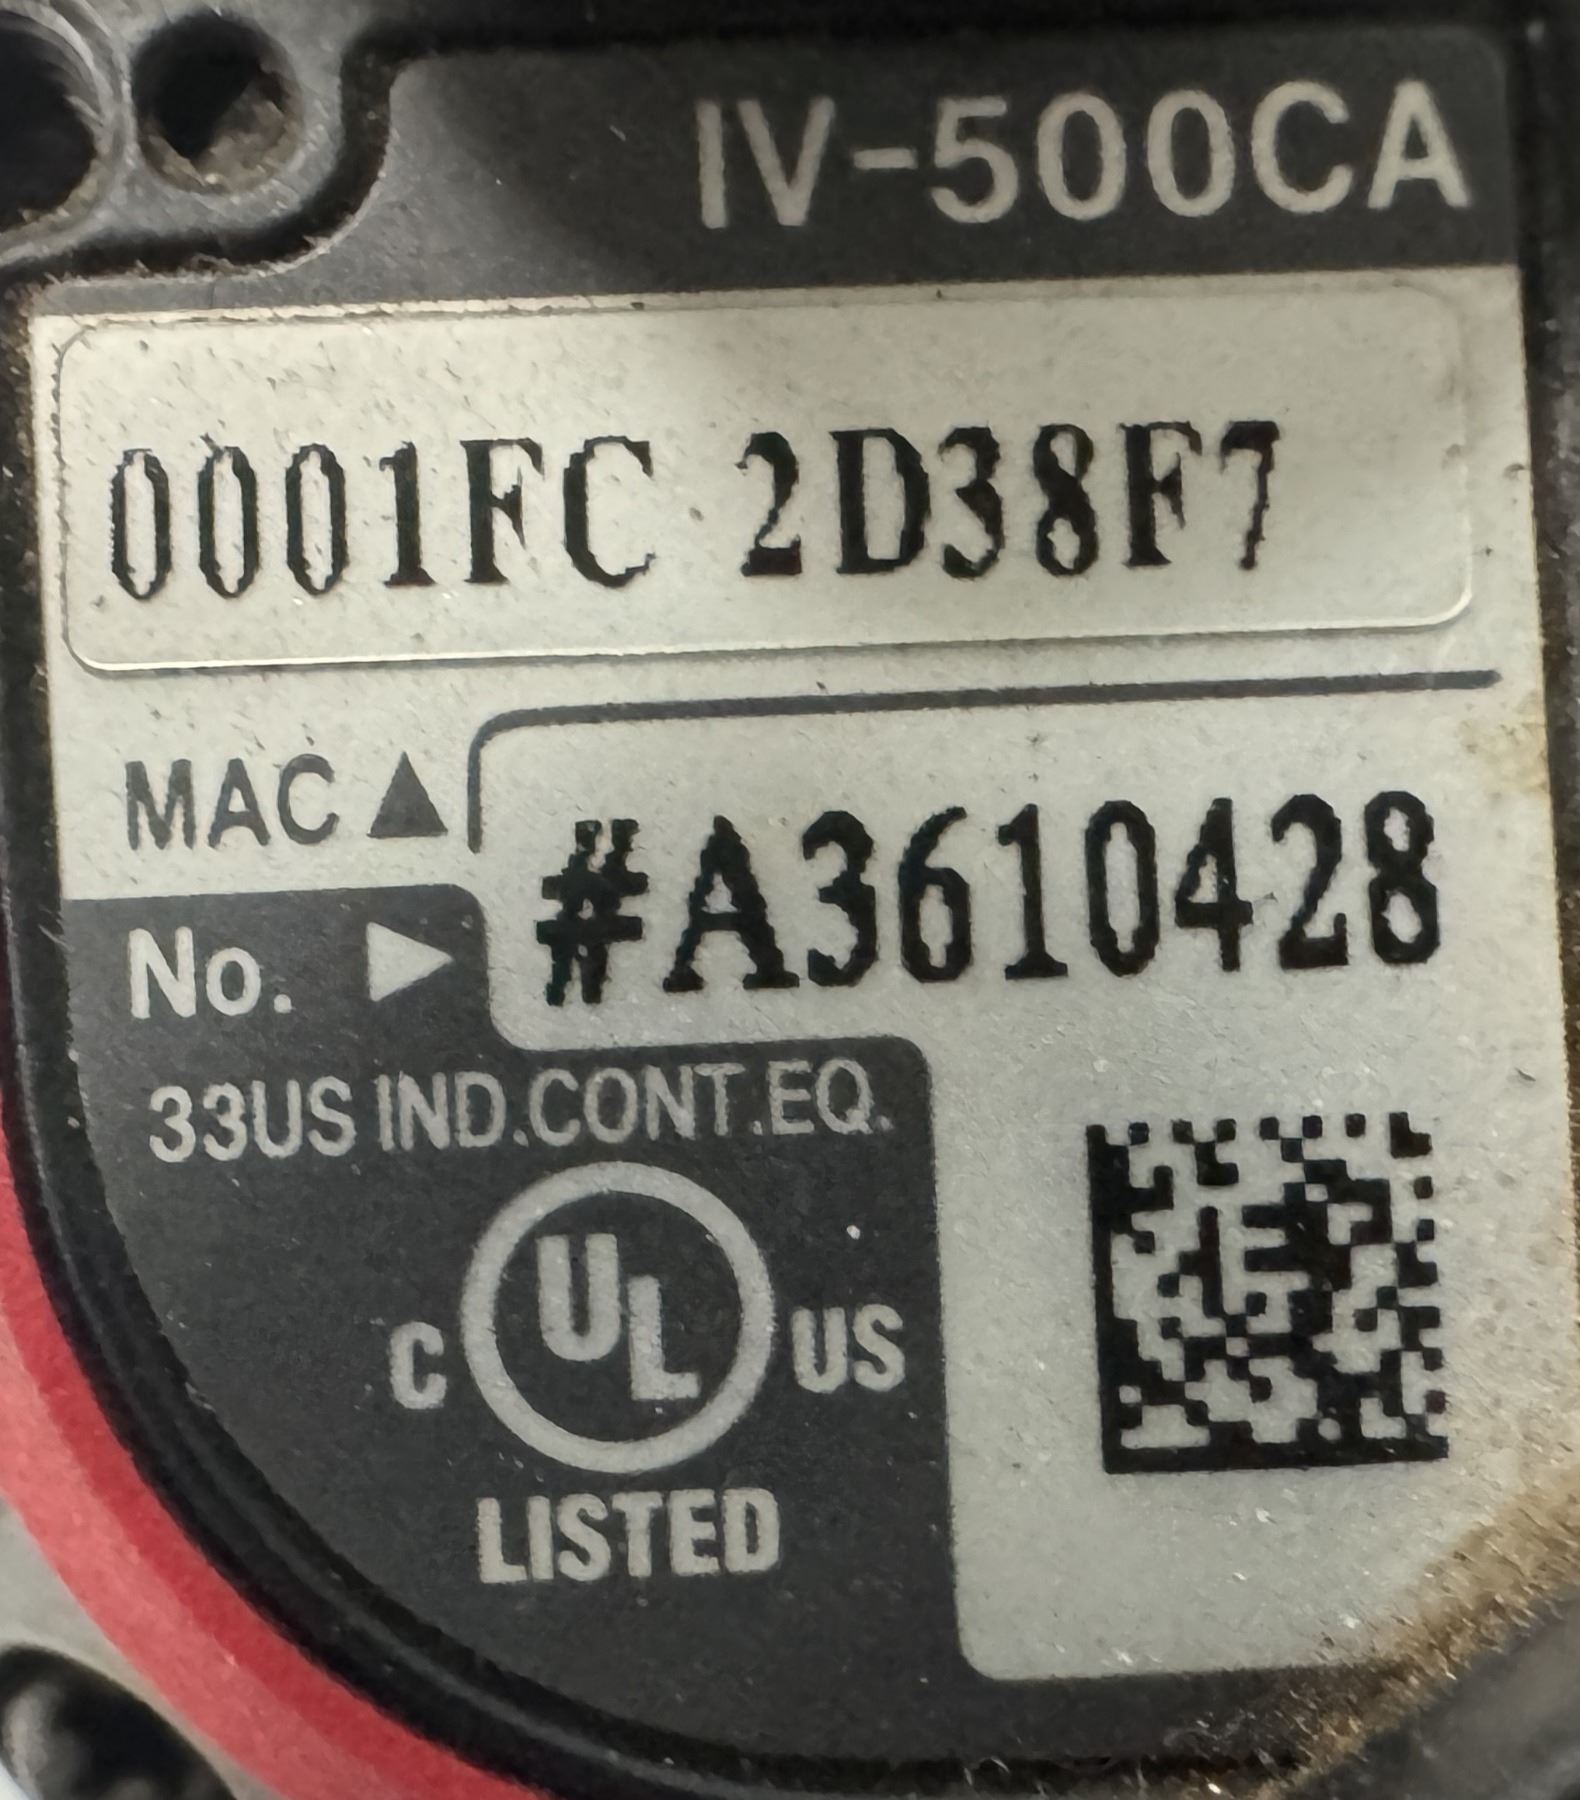 IV-500CA
0001FC 2D38F7
MAC ▲
#A3610428
No. ▶
33US IND.CONT.EQ.
C UL US
LISTED